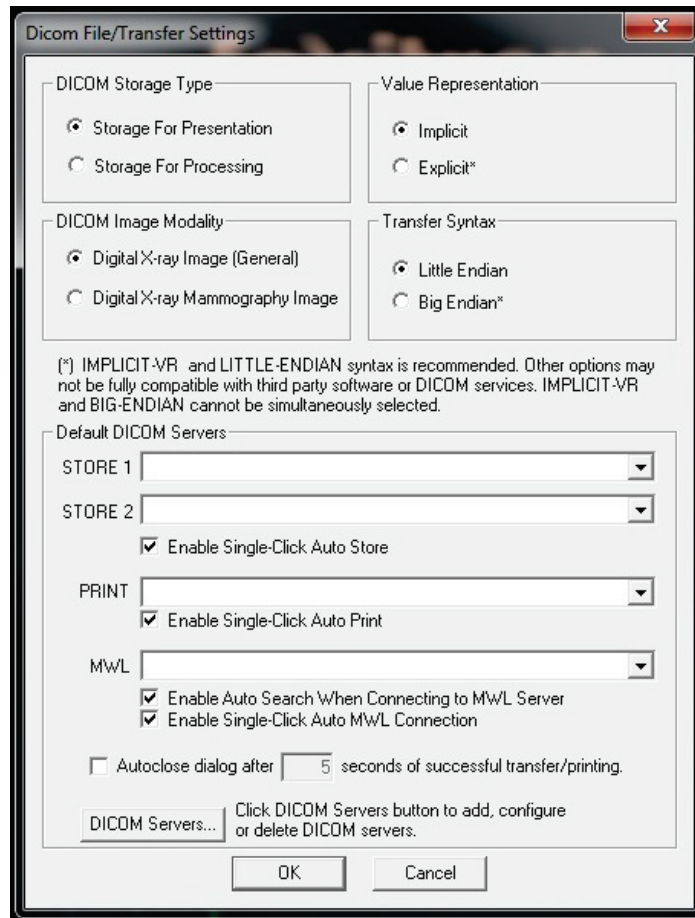 Dicom File/Transfer Settings
DICOM Storage Type
Storage For Presentation
Storage For Processing
Value Representation
Implicit
Explicit*
DICOM Image Modality
Digital X-ray Image (General)
Digital X-ray Mammography Image
Transfer Syntax
Little Endian
Big Endian*
(*) IMPLICIT-VR and LITTLE-ENDIAN syntax is recommended. Other options may
not be fully compatible with third party software or DICOM services. IMPLICIT-VR
and BIG-ENDIAN cannot be simultaneously selected.
Default DICOM Servers
STORE 1
STORE 2
Enable Single-Click Auto Store
PRINT
Enable Single-Click Auto Print
MWL
Enable Auto Search When Connecting to MWL Server
Enable Single-Click Auto MWL Connection
Autoclose dialog after 5 seconds of successful transfer/printing.
DICOM Servers...
Click DICOM Servers button to add, configure
or delete DICOM servers.
OK
Cancel